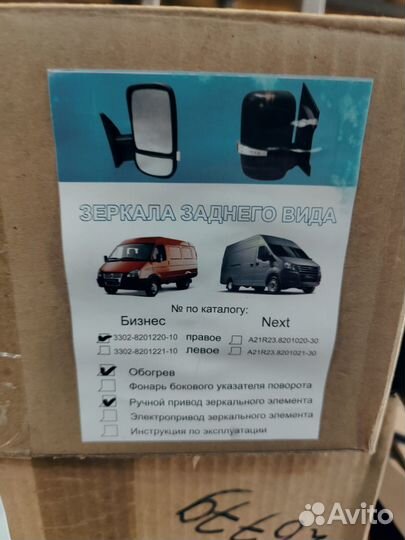 ЗЕРКАЛА ЗАДНЕГО ВИДА
№ по каталогу:
Бизнес Next
3302-8201220-10 правое A21R23.8201020-30
3302-8201221-10 левое A21R23.8201021-30
Обогрев
Фонарь бокового указателя поворота
Ручной привод зеркального элемента
Электропривод зеркального элемента
Инструкция по эксплуатации
Avito